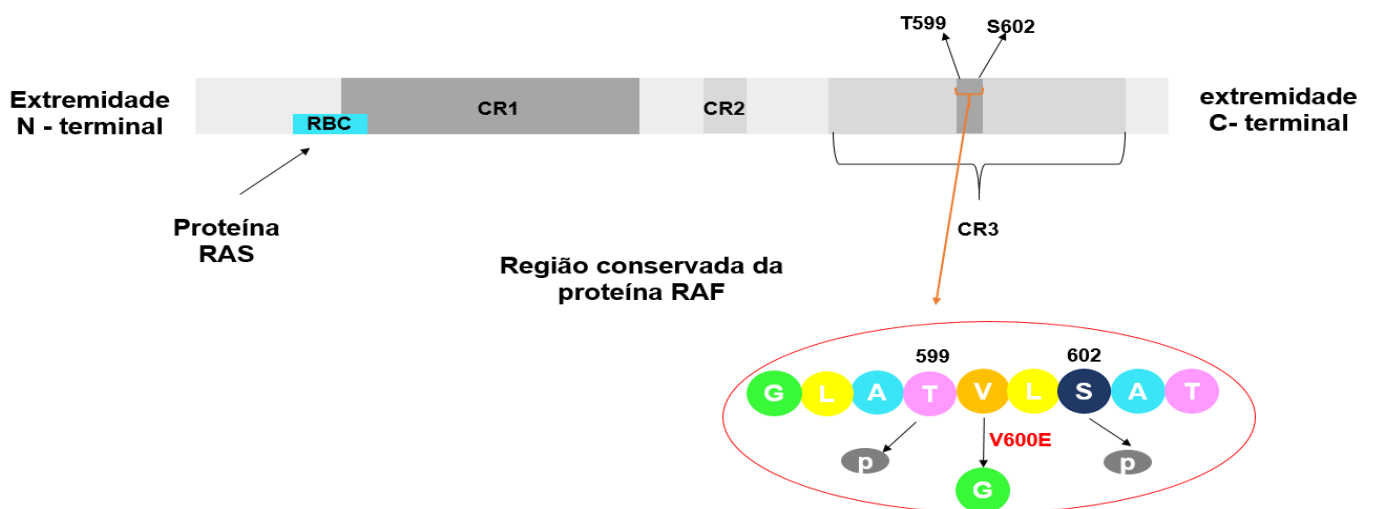 T599
S602
Extremidade
N - terminal
RBC
CR1
CR2
extremidade
C- terminal
Proteína
RAS
CR3
Região conservada da
proteína RAF
599
602
G L A T V L S A T
V600E
p
p
G